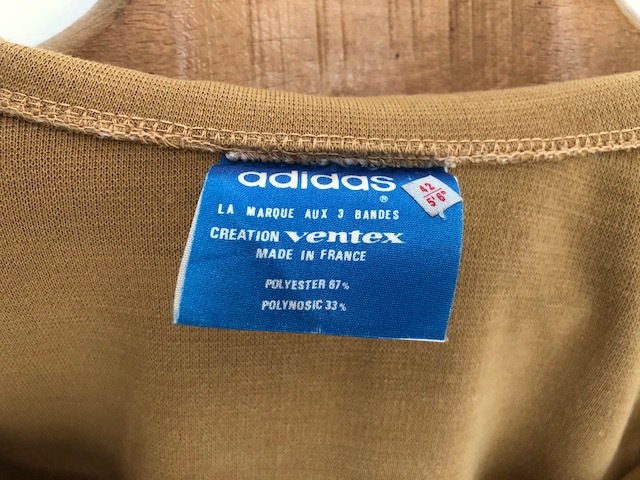 adidas
®
42
5'6"
LA MARQUE AUX 3 BANDES
CREATION ventex
MADE IN FRANCE
POLYESTER 67%
POLYNOSIC 33%